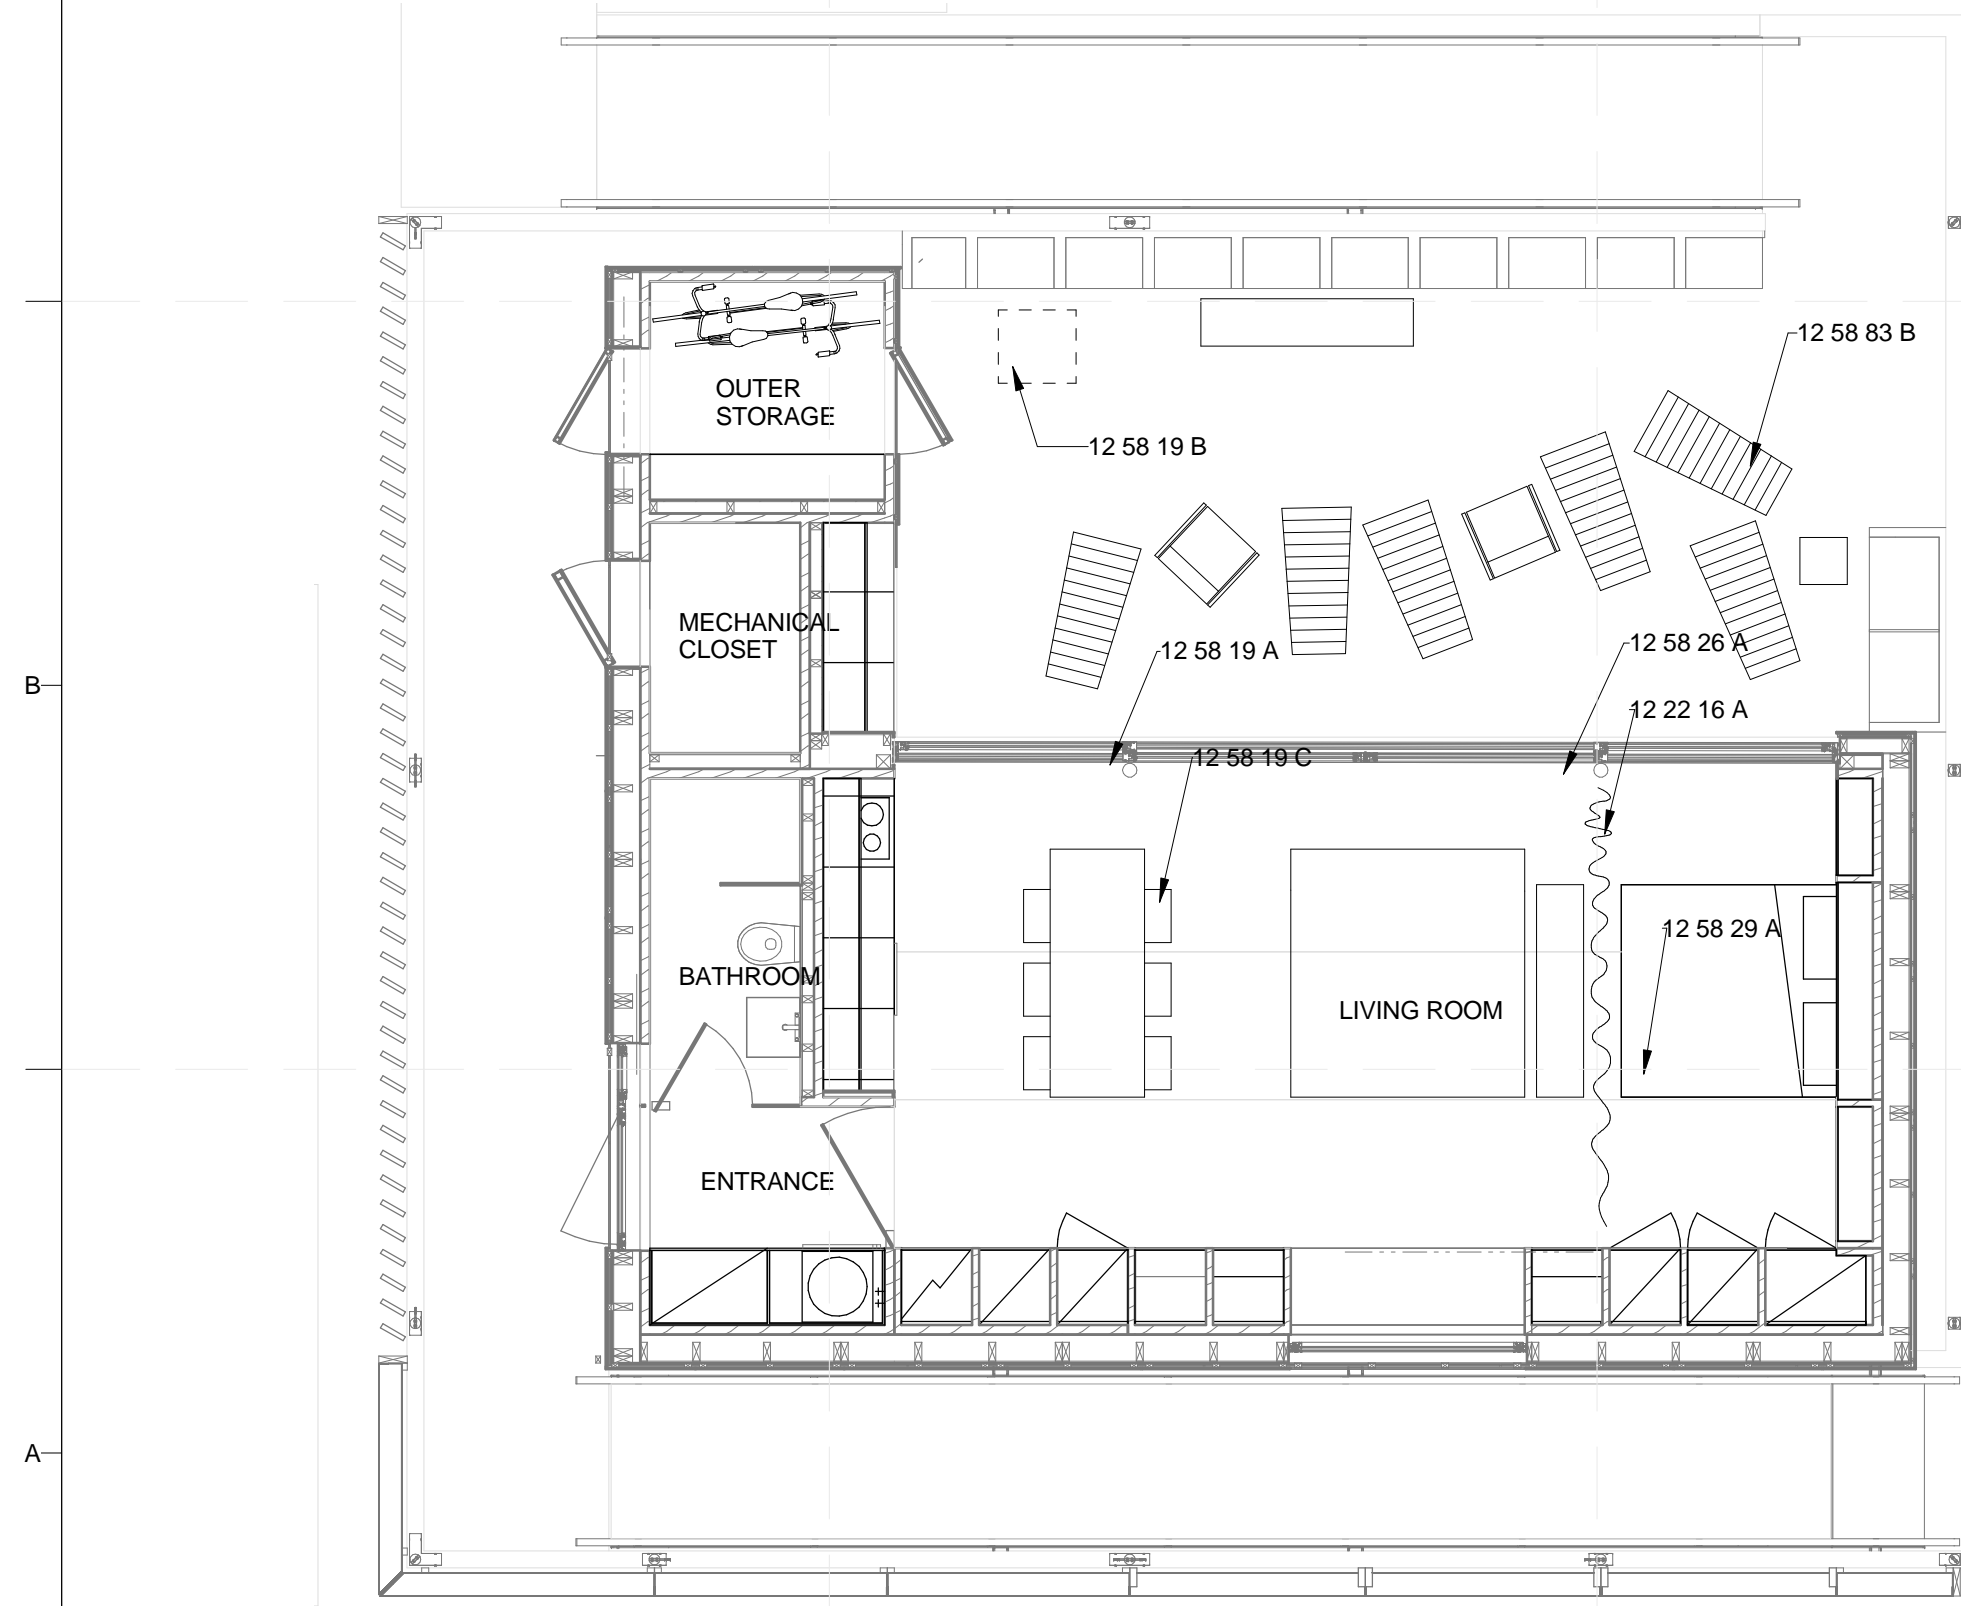 12 58 83 B
OUTER
STORAGE
12 58 19 B
MECHANICAL
CLOSET
12 58 19 A
12 58 26 A
B
12 22 16 A
12 58 19 C
12 58 29 A
BATHROOM
LIVING ROOM
ENTRANCE
A